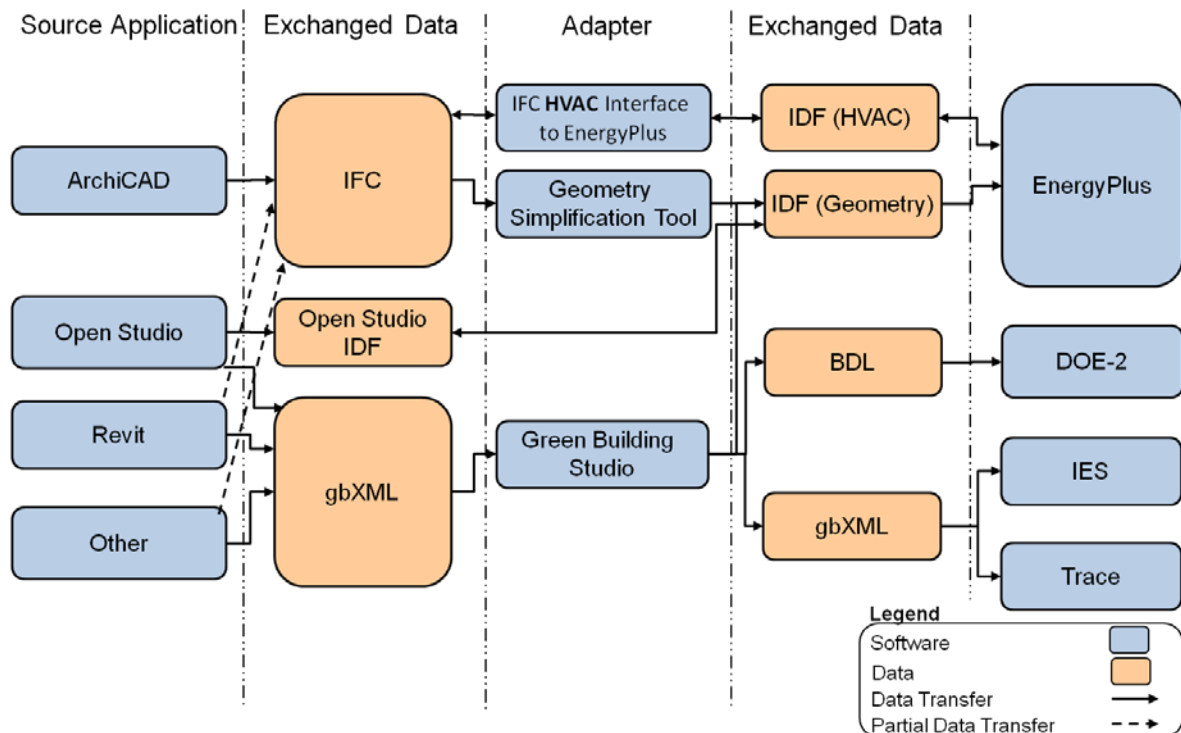 Source Application
Exchanged Data
Adapter
Exchanged Data
ArchiCAD
Open Studio
Revit
Other
IFC
Open Studio
IDF
gbXML
IFC HVAC Interface
to EnergyPlus
Geometry
Simplification Tool
Green Building
Studio
IDF (HVAC)
IDF (Geometry)
BDL
gbXML
EnergyPlus
DOE-2
IES
Trace
Legend
Software
Data
Data Transfer
Partial Data Transfer